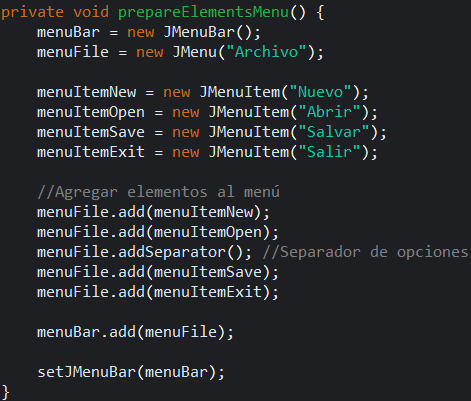 private void prepareElementsMenu() {
    menuBar = new JMenuBar();
    menuFile = new JMenu("Archivo");

    menuItemNew = new JMenuItem("Nuevo");
    menuItemOpen = new JMenuItem("Abrir");
    menuItemSave = new JMenuItem("Salvar");
    menuItemExit = new JMenuItem("Salir");

    //Agregar elementos al menú
    menuFile.add(menuItemNew);
    menuFile.add(menuItemOpen);
    menuFile.addSeparator(); //Separador de opciones
    menuFile.add(menuItemSave);
    menuFile.add(menuItemExit);

    menuBar.add(menuFile);

    setJMenuBar(menuBar);
}